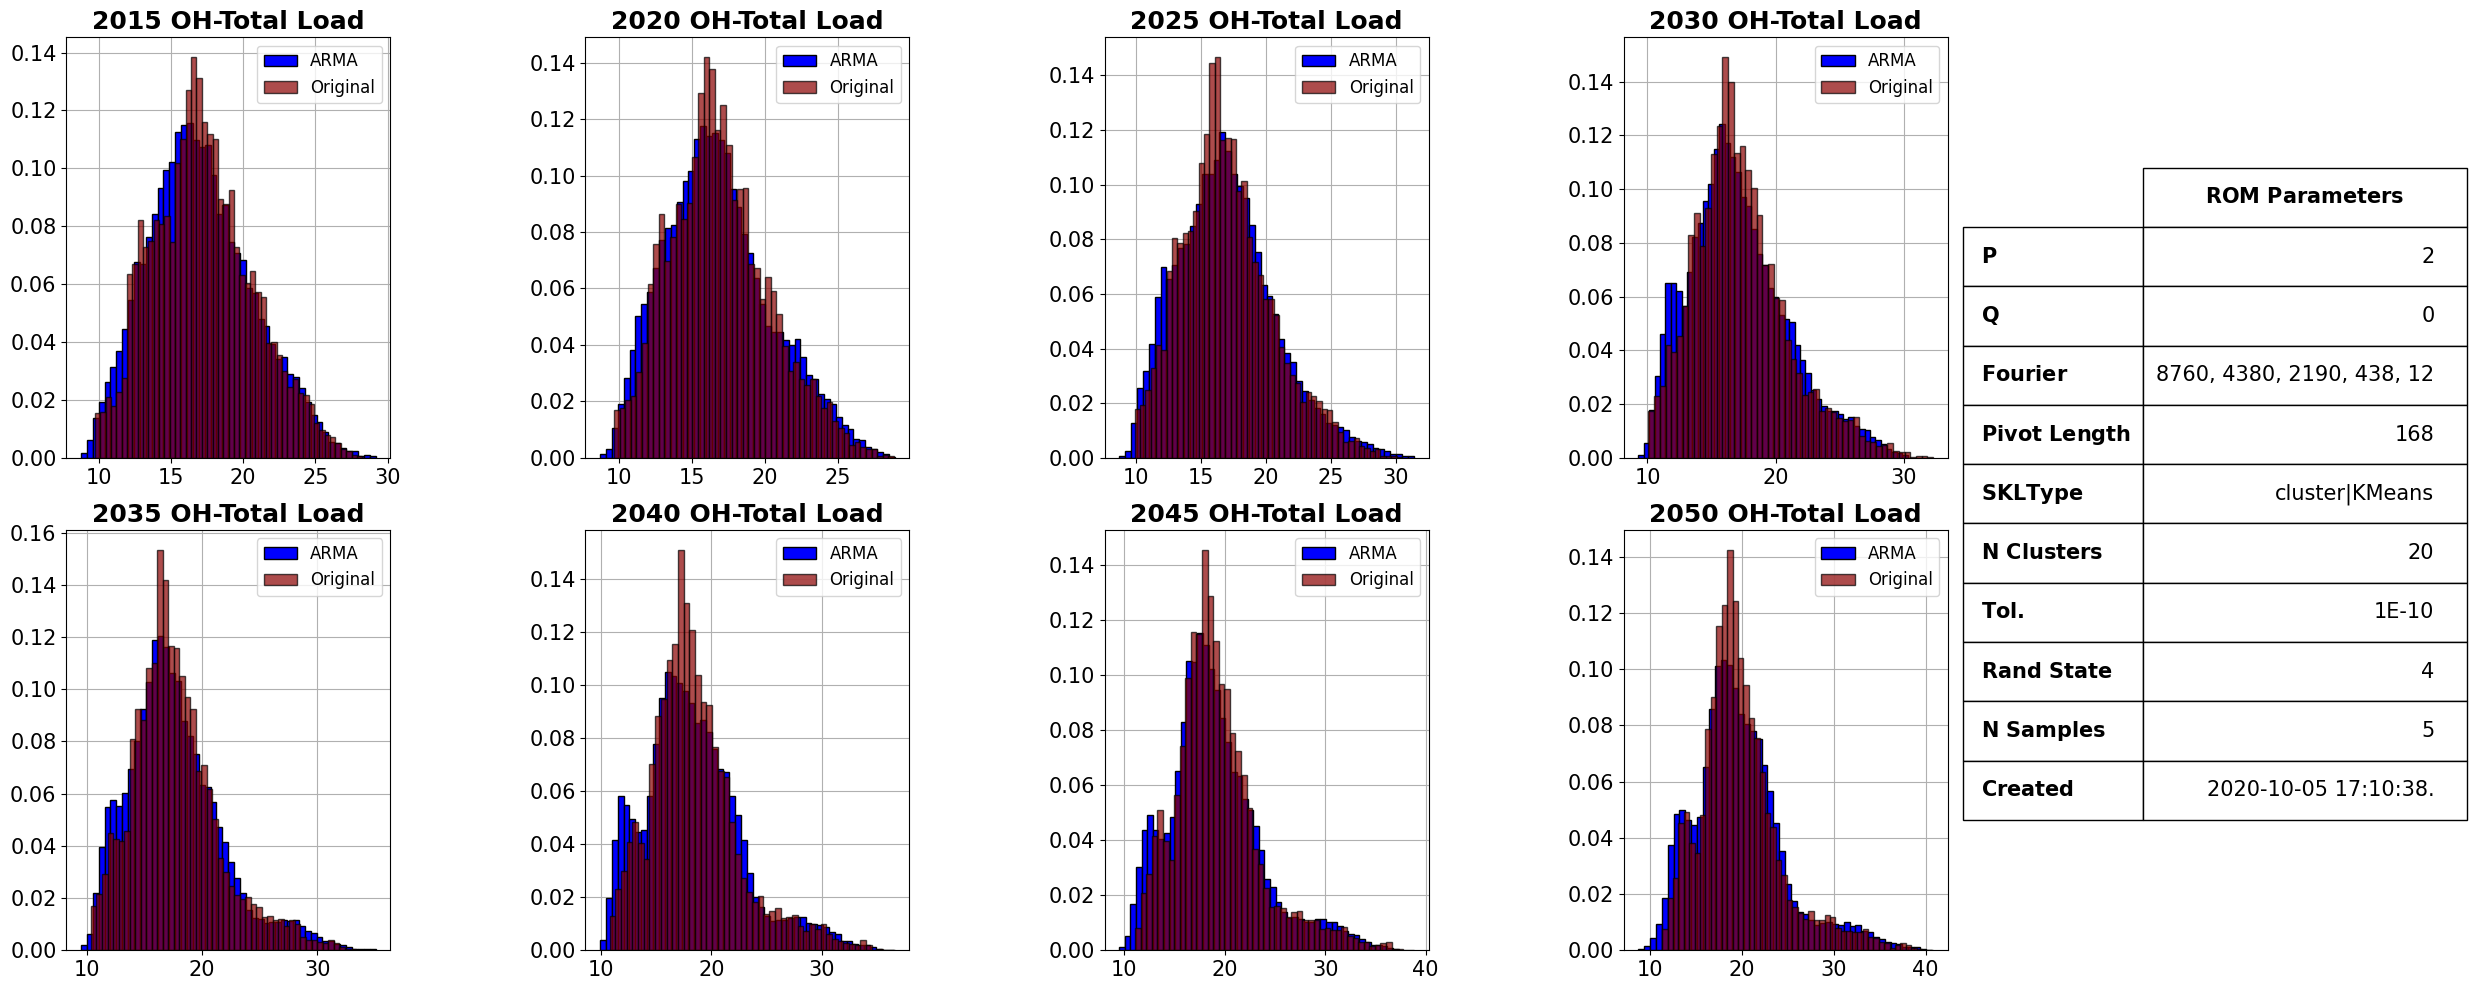 2015 OH-Total Load
0.14
0.12
0.10
0.08
0.06
0.04
0.02
0.00
10
15
20
25
30
ARMA
Original
2020 OH-Total Load
0.14
0.12
0.10
0.08
0.06
0.04
0.02
0.00
10
15
20
25
ARMA
Original
2025 OH-Total Load
0.14
0.12
0.10
0.08
0.06
0.04
0.02
0.00
10
15
20
25
30
ARMA
Original
2030 OH-Total Load
0.14
0.12
0.10
0.08
0.06
0.04
0.02
0.00
10
20
30
ARMA
Original
2035 OH-Total Load
0.16
0.14
0.12
0.10
0.08
0.06
0.04
0.02
0.00
10
20
30
ARMA
Original
2040 OH-Total Load
0.14
0.12
0.10
0.08
0.06
0.04
0.02
0.00
10
20
30
ARMA
Original
2045 OH-Total Load
0.14
0.12
0.10
0.08
0.06
0.04
0.02
0.00
10
20
30
40
ARMA
Original
2050 OH-Total Load
0.14
0.12
0.10
0.08
0.06
0.04
0.02
0.00
10
20
30
40
ARMA
Original
ROM Parameters
P 2
Q 0
Fourier 8760, 4380, 2190, 438, 12
Pivot Length 168
SKLType cluster|KMeans
N Clusters 20
Tol. 1E-10
Rand State 4
N Samples 5
Created 2020-10-05 17:10:38.